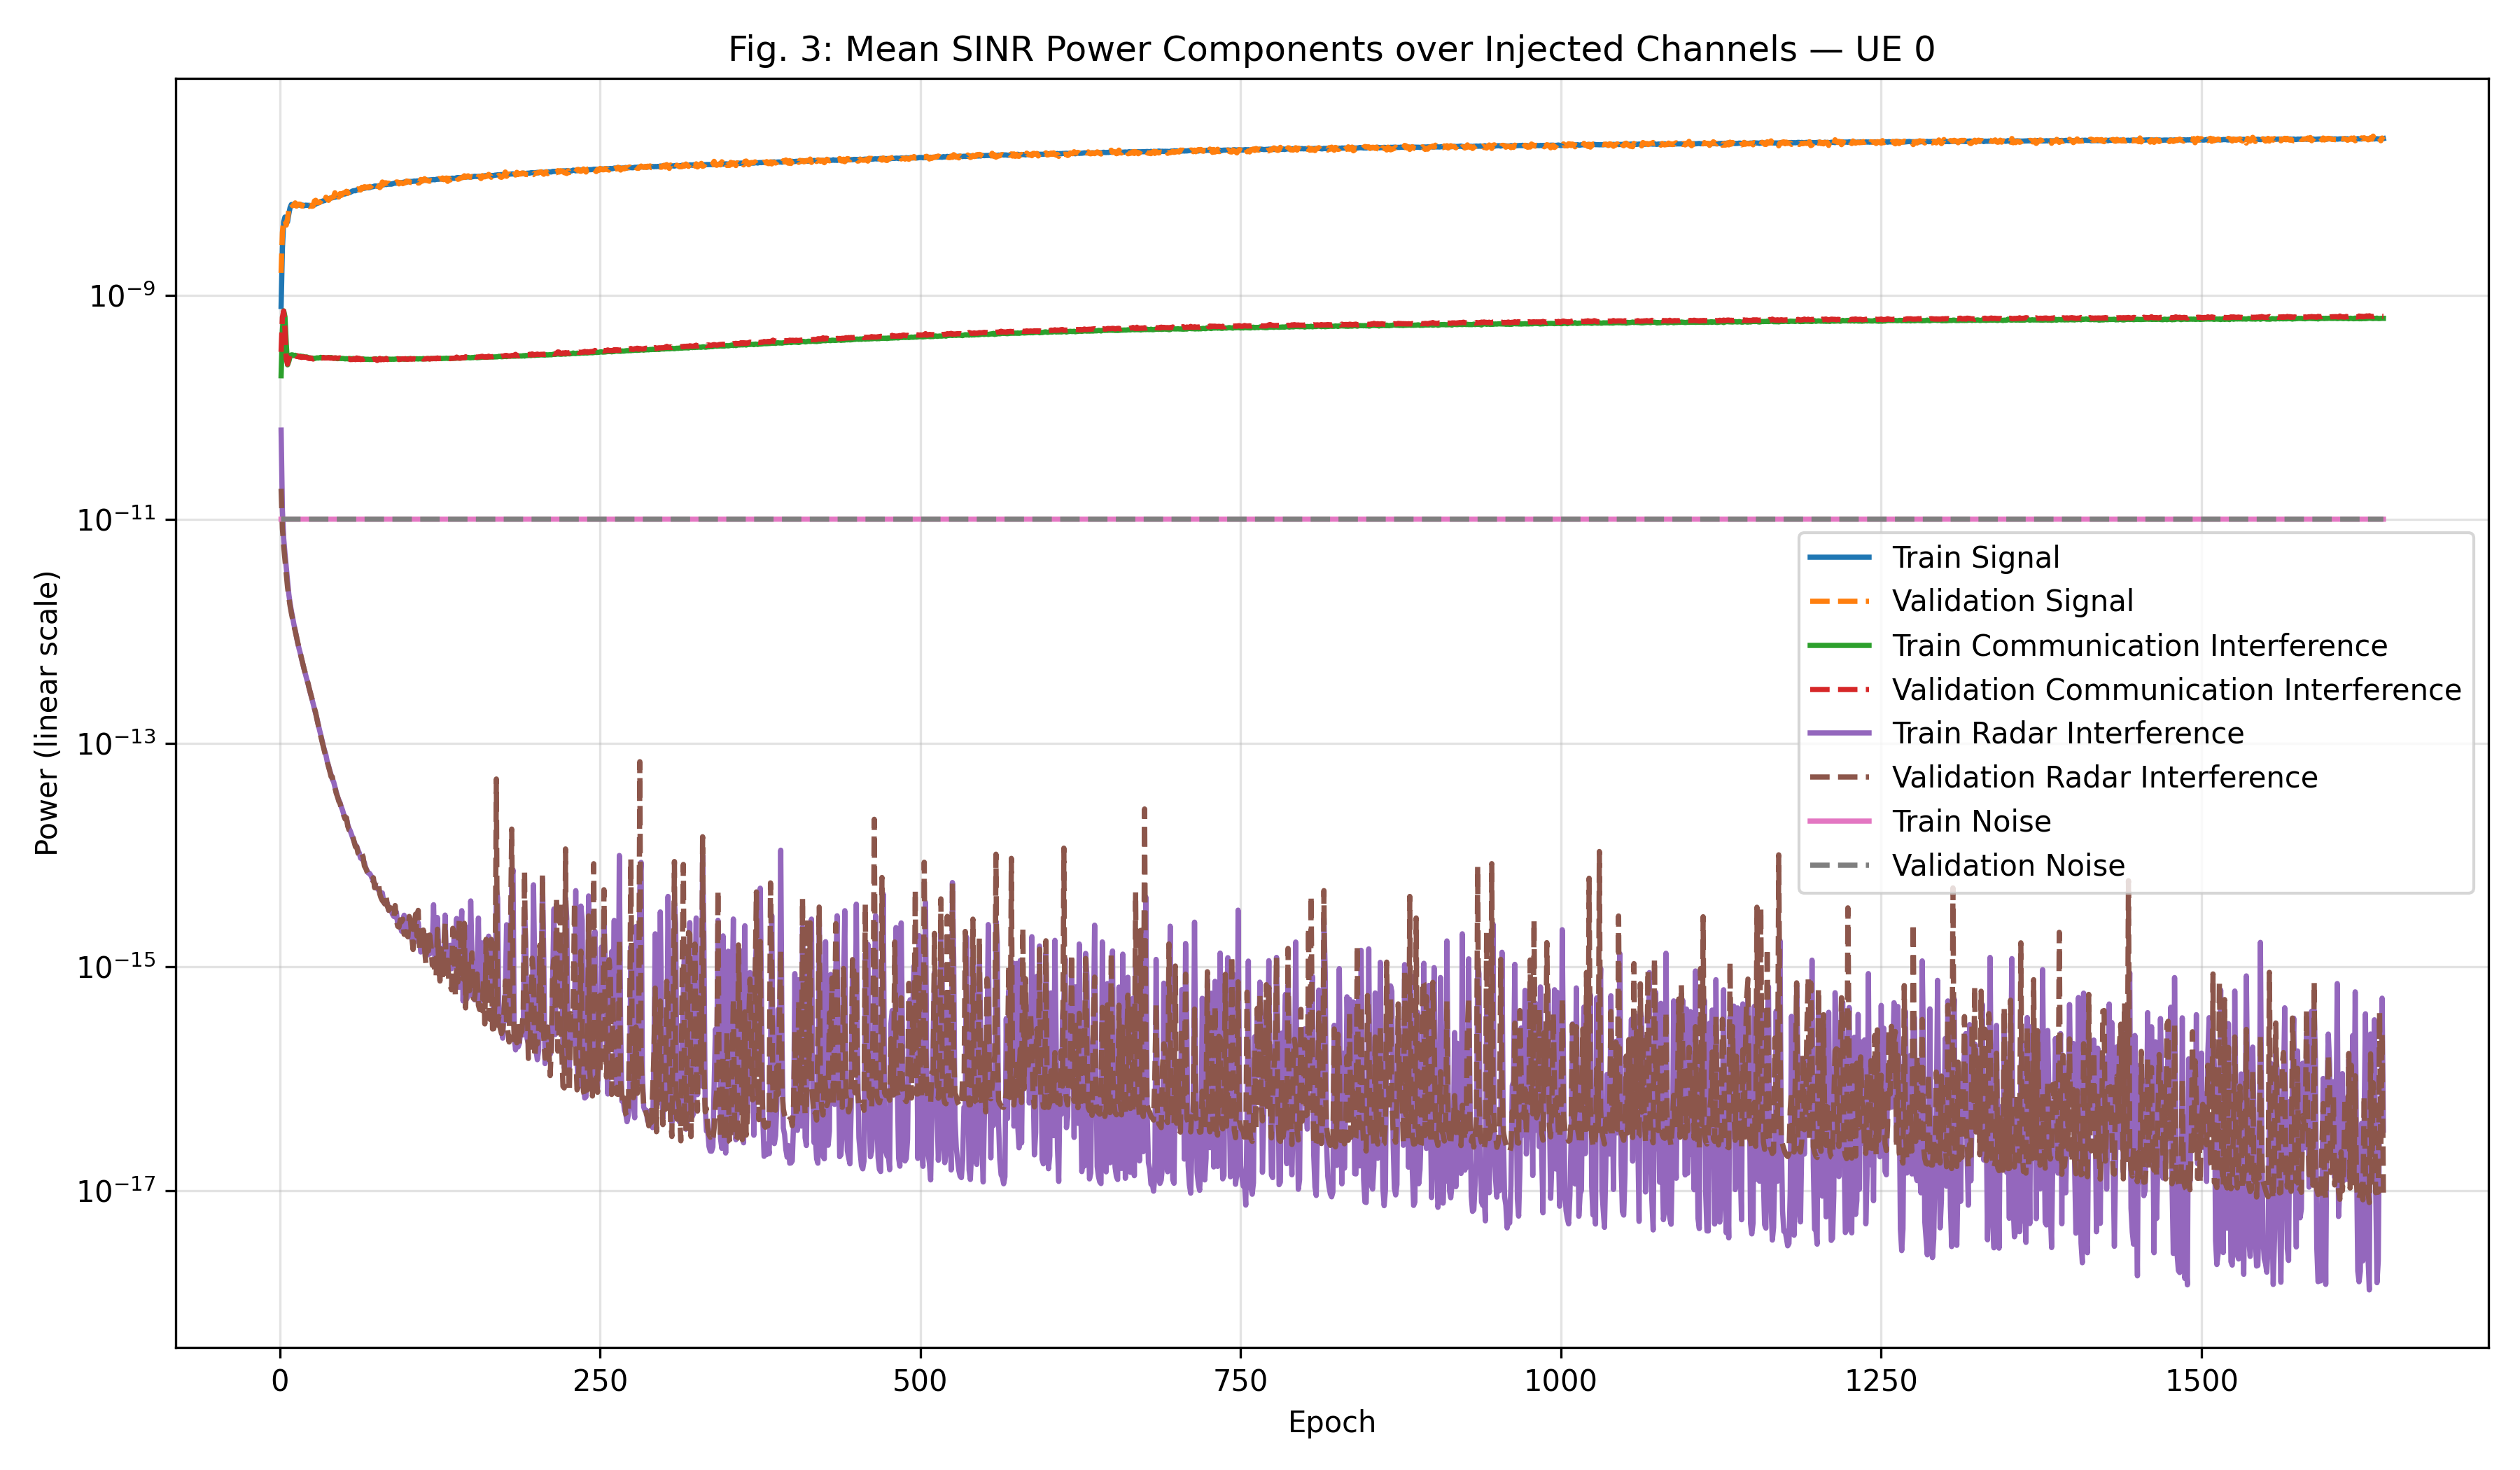 Fig. 3: Mean SINR Power Components over Injected Channels — UE 0
Power (linear scale)
10⁻⁹
10⁻¹¹
10⁻¹³
10⁻¹⁵
10⁻¹⁷
Train Signal
Validation Signal
Train Communication Interference
Validation Communication Interference
Train Radar Interference
Validation Radar Interference
Train Noise
Validation Noise
0 250 500 750 1000 1250 1500
Epoch